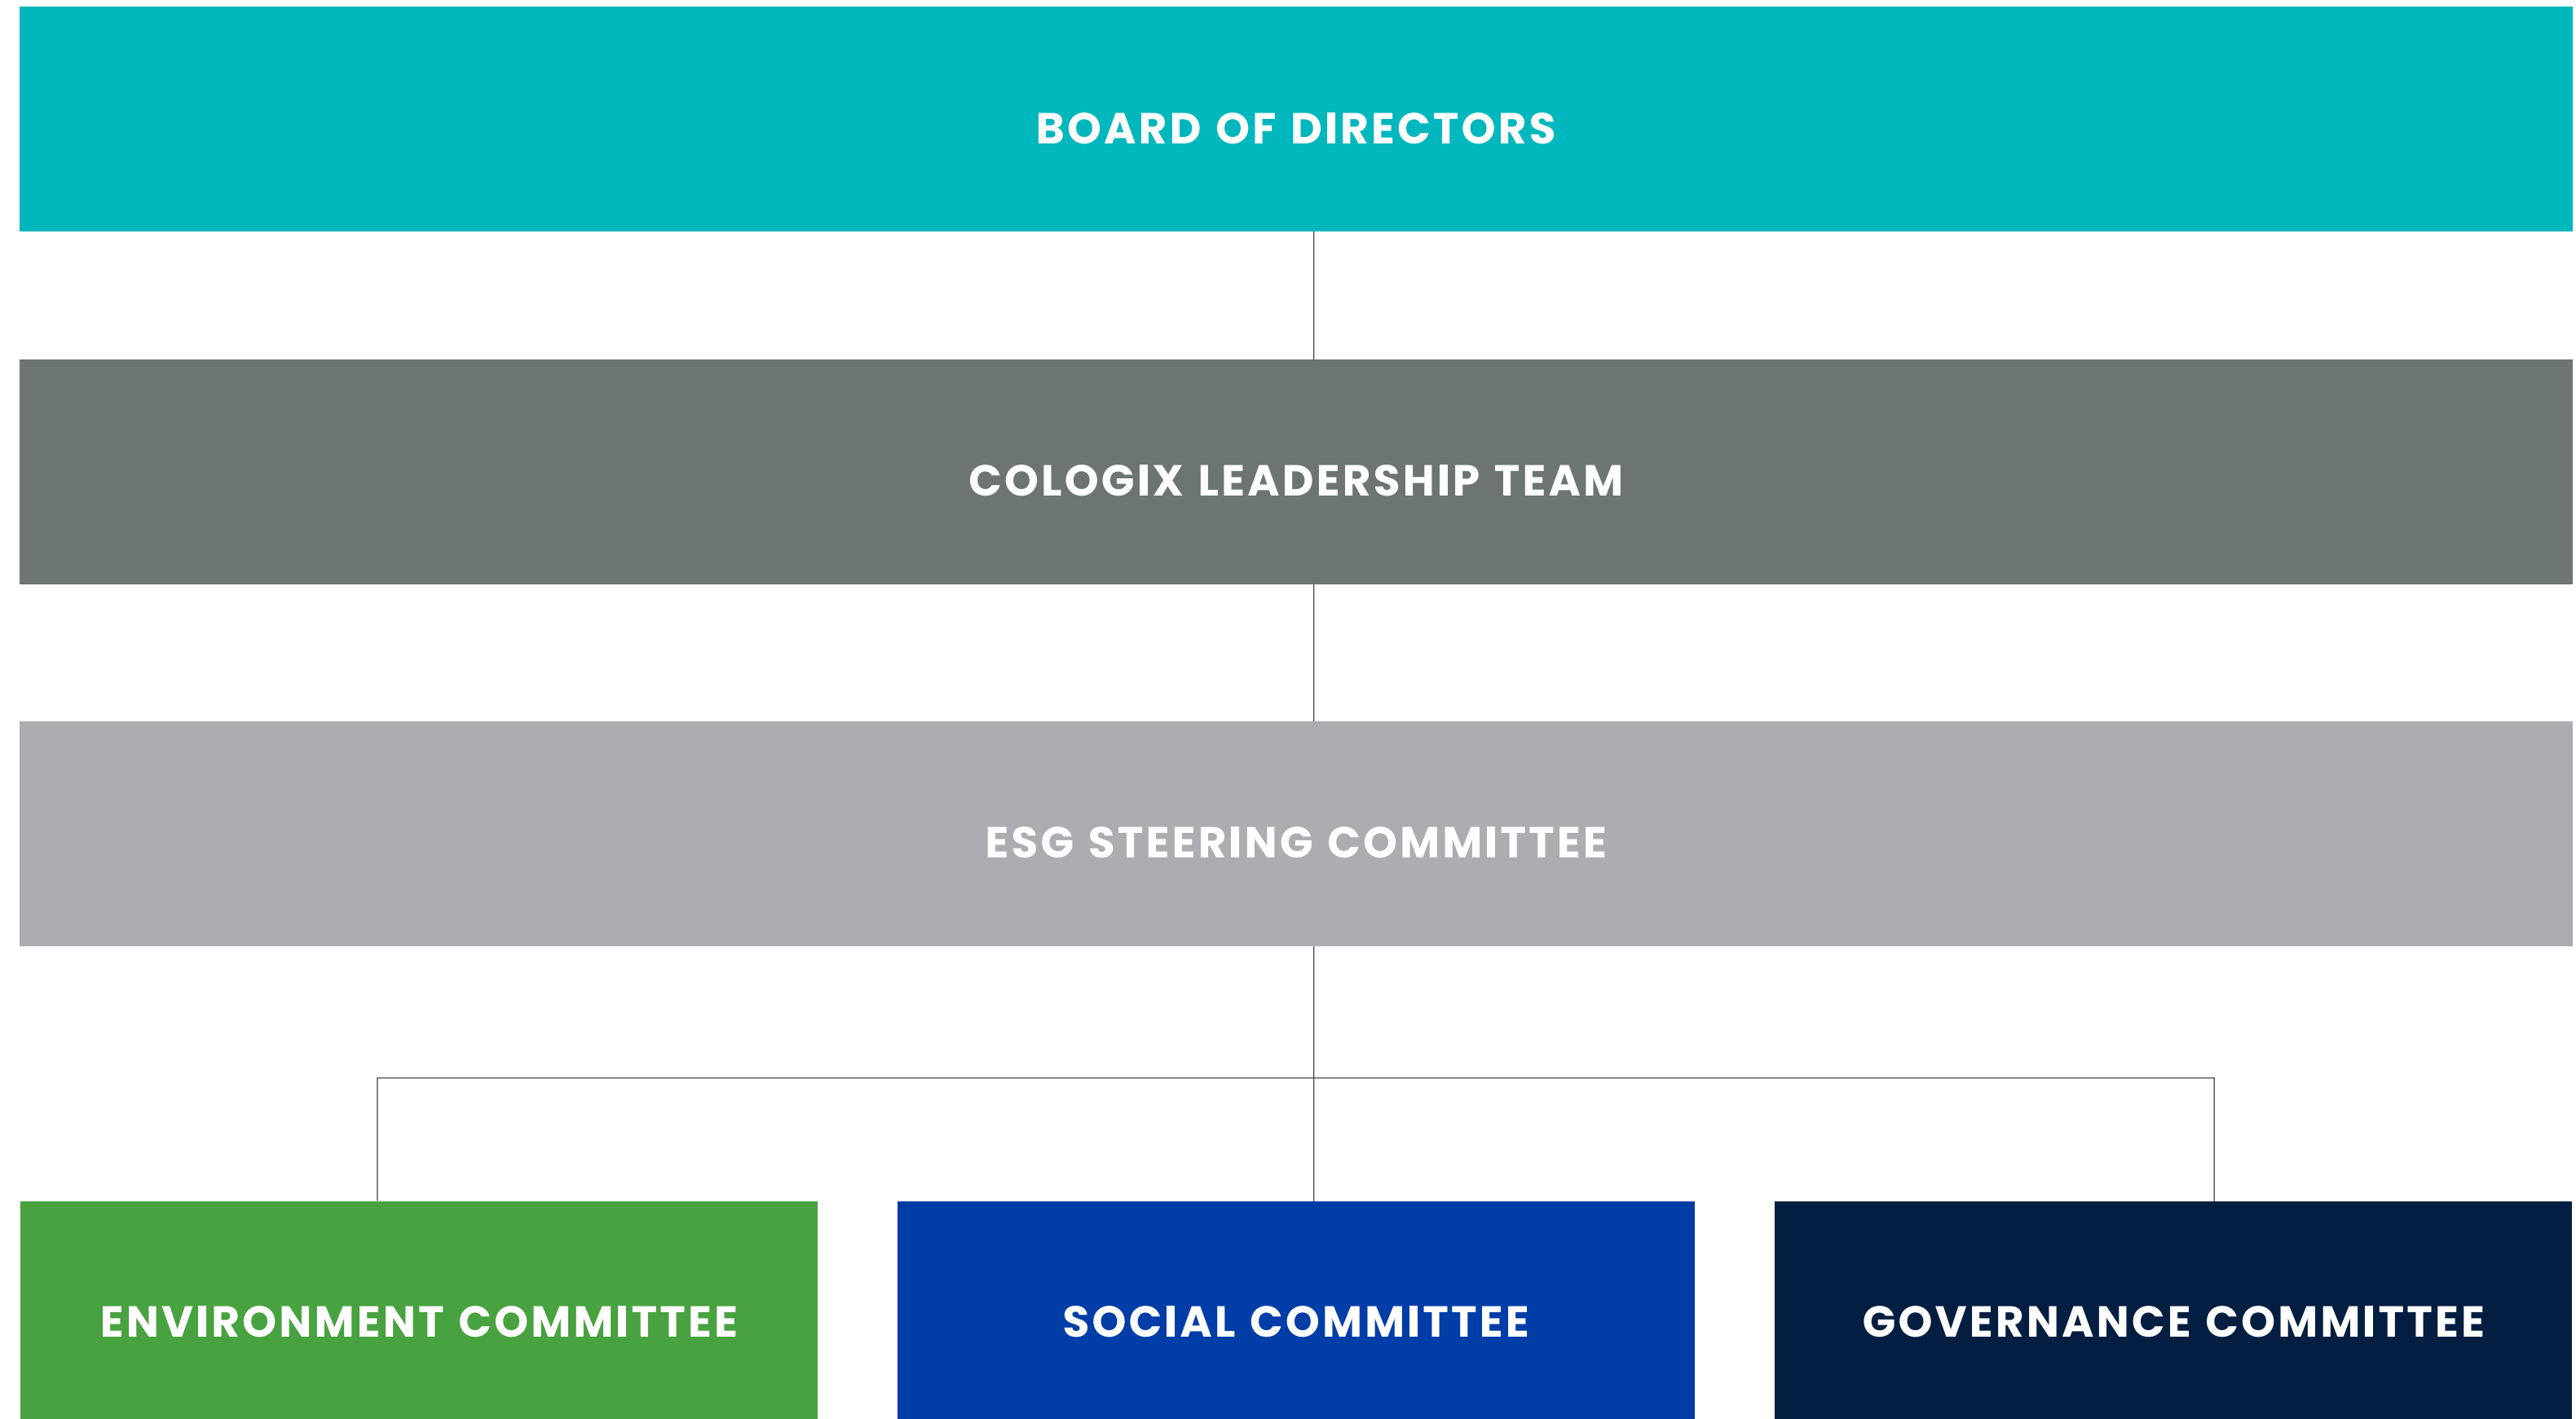 BOARD OF DIRECTORS
COLOGIX LEADERSHIP TEAM
ESG STEERING COMMITTEE
ENVIRONMENT COMMITTEE
SOCIAL COMMITTEE
GOVERNANCE COMMITTEE